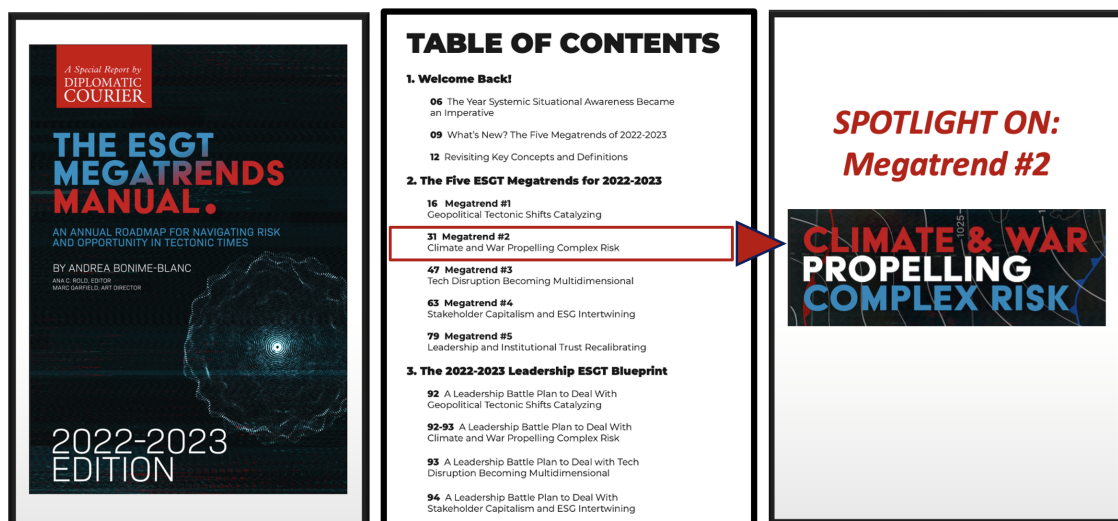 A Special Report by
DIPLOMATIC
COURIER
THE ESGT
MEGATRENDS
MANUAL.
AN ANNUAL ROADMAP FOR NAVIGATING RISK
AND OPPORTUNITY IN TECTONIC TIMES
BY ANDREA BONIME-BLANC
ANA C. ROLD, EDITOR
MARC GARFIELD, ART DIRECTOR
2022-2023
EDITION
TABLE OF CONTENTS
1. Welcome Back!
06 The Year Systemic Situational Awareness Became
an Imperative
09 What's New? The Five Megatrends of 2022-2023
12 Revisiting Key Concepts and Definitions
2. The Five ESGT Megatrends for 2022-2023
16 Megatrend #1
Geopolitical Tectonic Shifts Catalyzing
31 Megatrend #2
Climate and War Propelling Complex Risk
47 Megatrend #3
Tech Disruption Becoming Multidimensional
63 Megatrend #4
Stakeholder Capitalism and ESG Intertwining
79 Megatrend #5
Leadership and Institutional Trust Recalibrating
3. The 2022-2023 Leadership ESGT Blueprint
92 A Leadership Battle Plan to Deal With
Geopolitical Tectonic Shifts Catalyzing
92-93 A Leadership Battle Plan to Deal With
Climate and War Propelling Complex Risk
93 A Leadership Battle Plan to Deal with Tech
Disruption Becoming Multidimensional
94 A Leadership Battle Plan to Deal With
Stakeholder Capitalism and ESG Intertwining
SPOTLIGHT ON:
Megatrend #2
1025
CLIMATE & WAR
PROPELLING
COMPLEX RISK